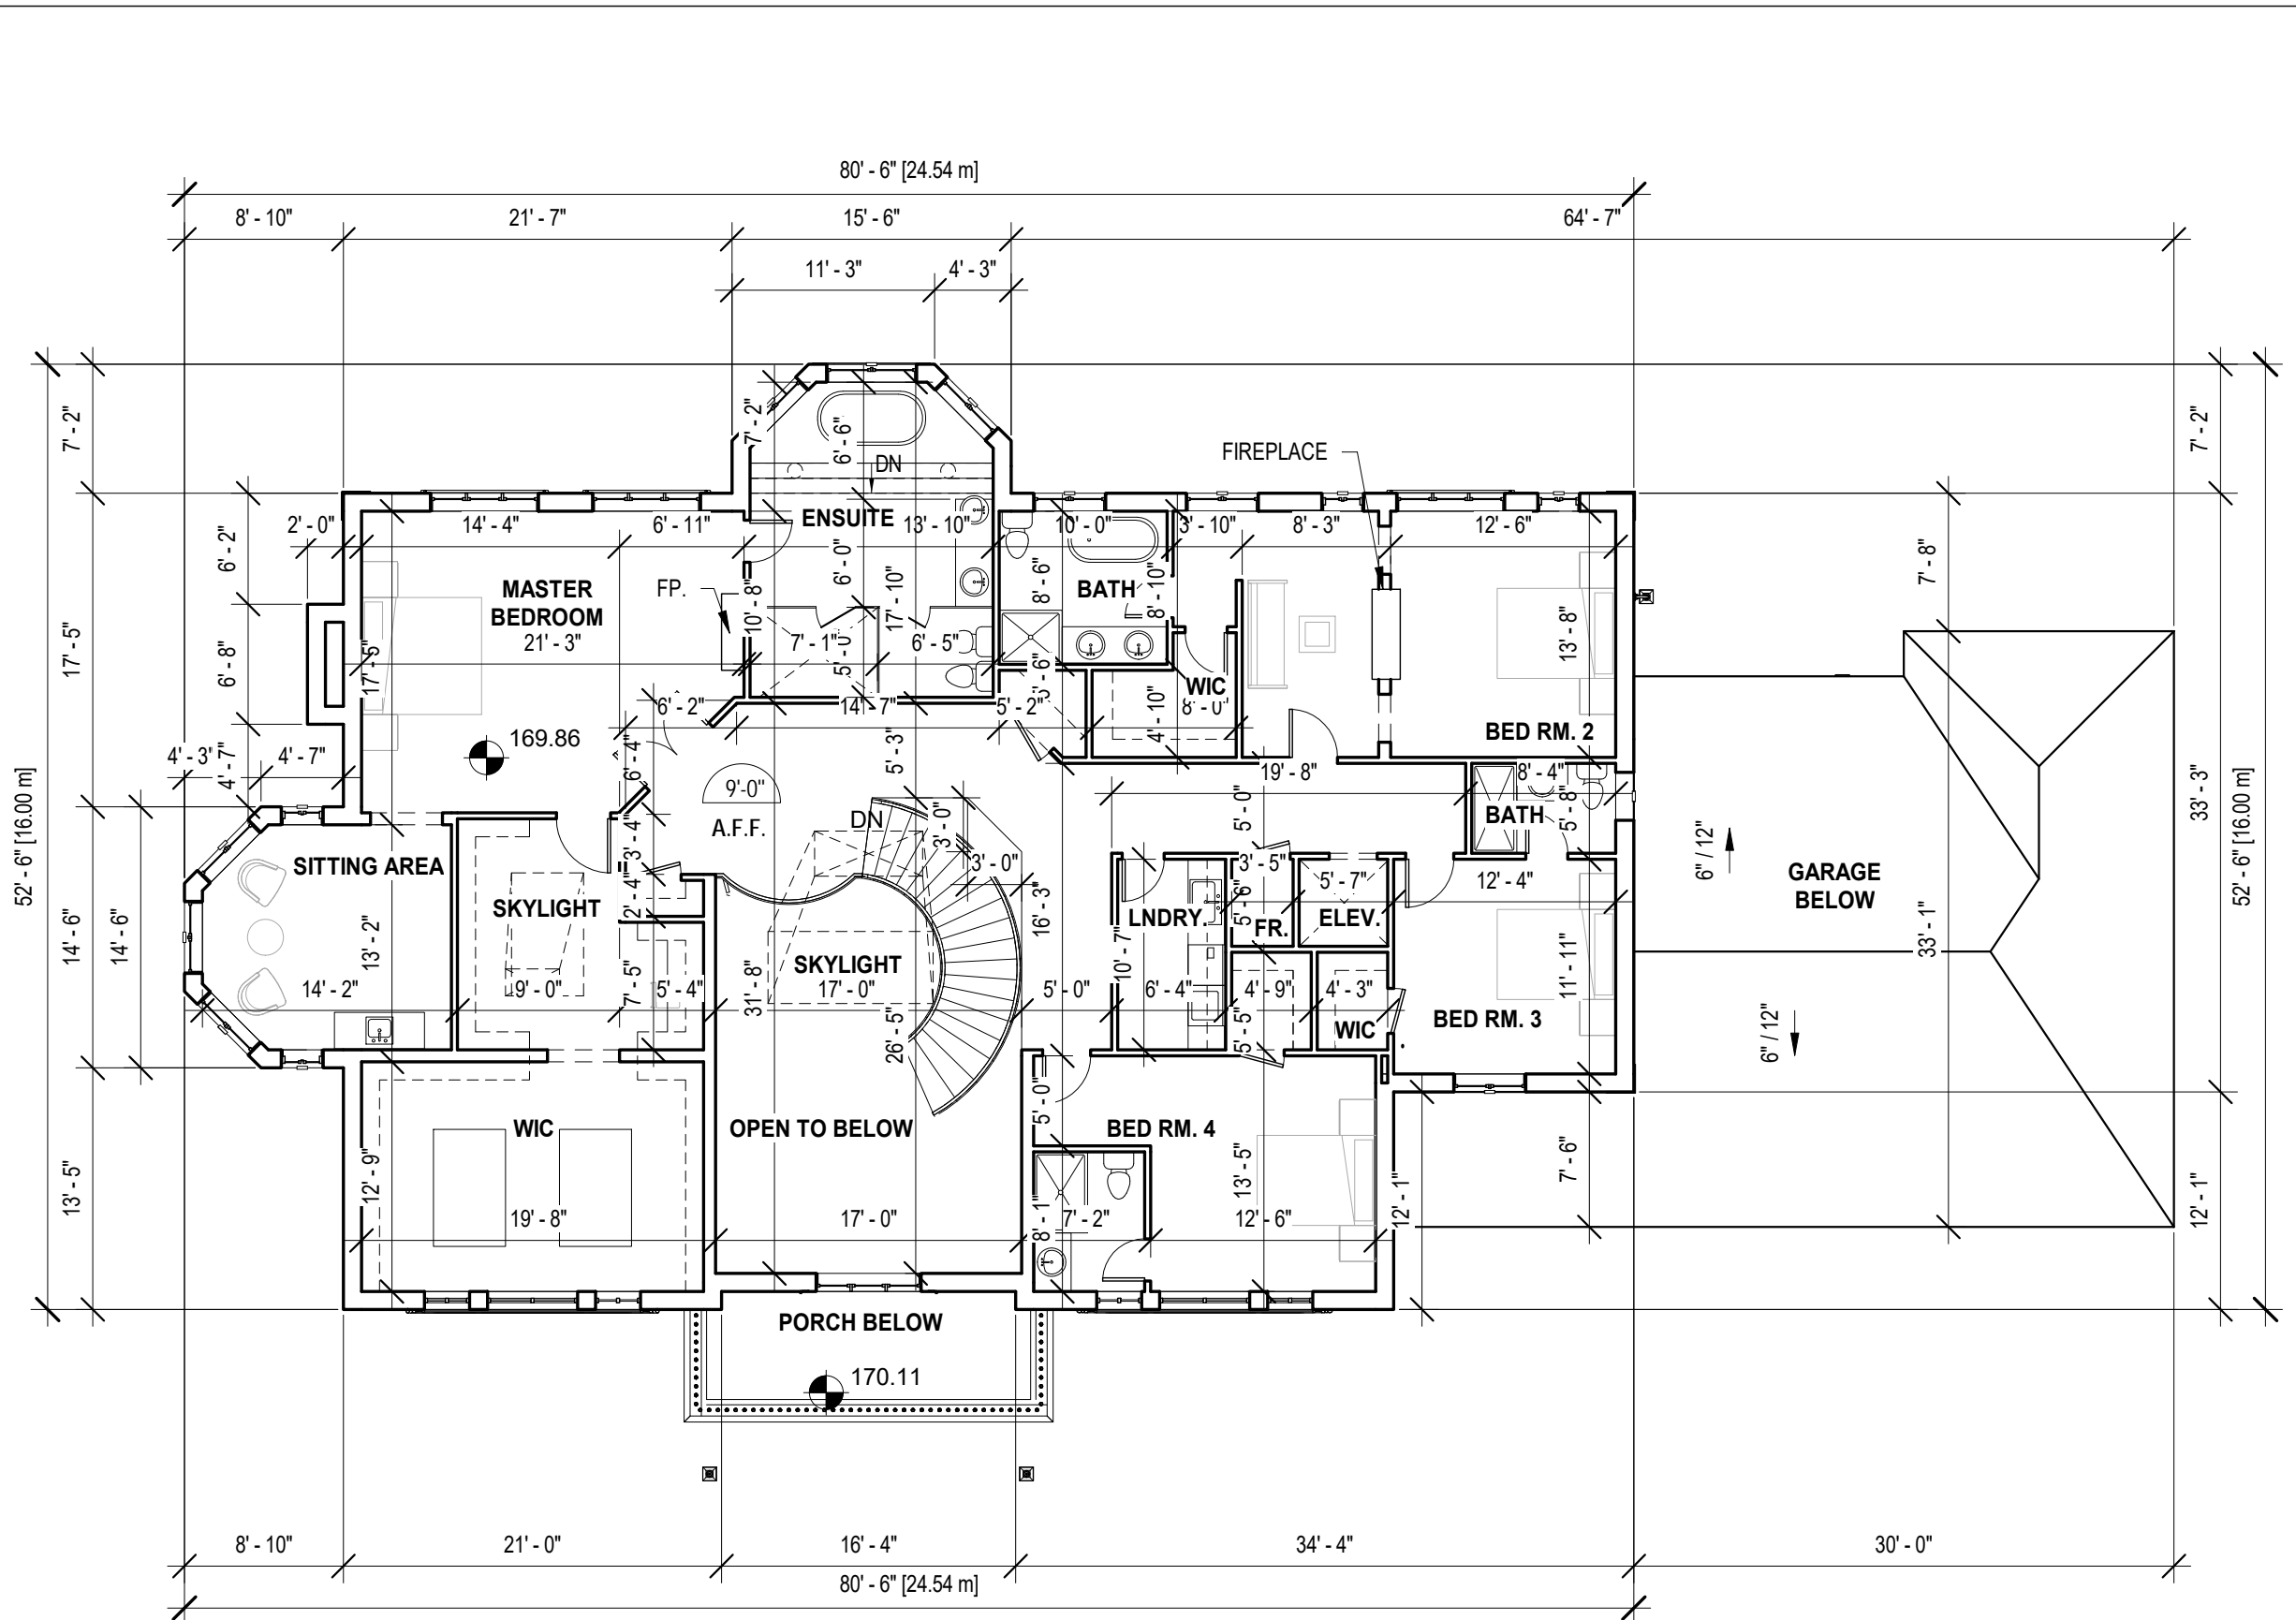 80' - 6" [24.54 m]
8' - 10"
21' - 7"
15' - 6"
64' - 7"
11' - 3"
4' - 3"
7' - 2"
7' - 2"
6' - 6"
DN
7' - 2"
FIREPLACE
ENSUITE
2' - 0"
14' - 4"
6' - 11"
13' - 10"
10' - 0"
3' - 10"
8' - 3"
12' - 6"
6' - 2"
6' - 0"
7' - 8"
MASTER
BEDROOM
21' - 3"
FP.
10' - 8"
17' - 10"
8' - 6"
BATH
8' - 10"
13' - 8"
17' - 5"
6' - 8"
17' - 5"
7' - 1"
5' - 0"
6' - 5"
WIC
8' - 0"
6' - 2"
14' - 7"
5' - 2"
4' - 10"
BED RM. 2
169.86
4' - 3'
4' - 7"
4' - 7"
6' - 4"
5' - 3"
9'-0"
A.F.F.
19' - 8"
8' - 4"
52' - 6" [16.00 m]
33' - 3"
52' - 6" [16.00 m]
DN
3' - 0"
5' - 0"
BATH
5' - 8"
6" / 12"
SITTING AREA
3' - 4"
3' - 0"
3' - 5"
5' - 7"
12' - 4"
GARAGE
BELOW
SKYLIGHT
2' - 4"
16' - 3"
LNDRY.
5' - 6"
FR.
ELEV.
14' - 6"
14' - 6"
13' - 2"
33' - 1"
SKYLIGHT
17' - 0"
10' - 7"
11' - 11"
14' - 2"
9' - 0"
7' - 5"
5' - 4"
31' - 8"
5' - 0"
6' - 4"
4' - 9"
4' - 3"
26' - 5"
5' - 5"
WIC
BED RM. 3
6" / 12"
WIC
OPEN TO BELOW
5' - 0"
BED RM. 4
13' - 5"
12' - 9"
13' - 5"
7' - 6"
12' - 1"
12' - 1"
19' - 8"
17' - 0"
8' - 1"
7' - 2"
12' - 6"
PORCH BELOW
170.11
8' - 10"
21' - 0"
16' - 4"
34' - 4"
30' - 0"
80' - 6" [24.54 m]